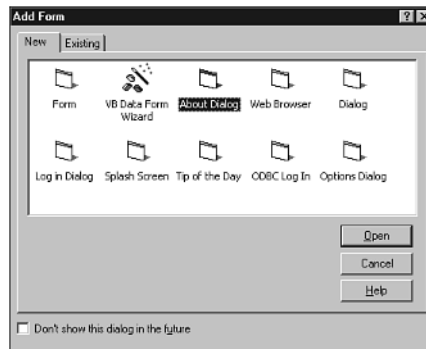 Add Form
New Existing
Form VB Data Form Wizard About Dialog Web Browser Dialog
Log in Dialog Splash Screen Tip of the Day ODBC Log In Options Dialog
Open
Cancel
Help
Don't show this dialog in the future